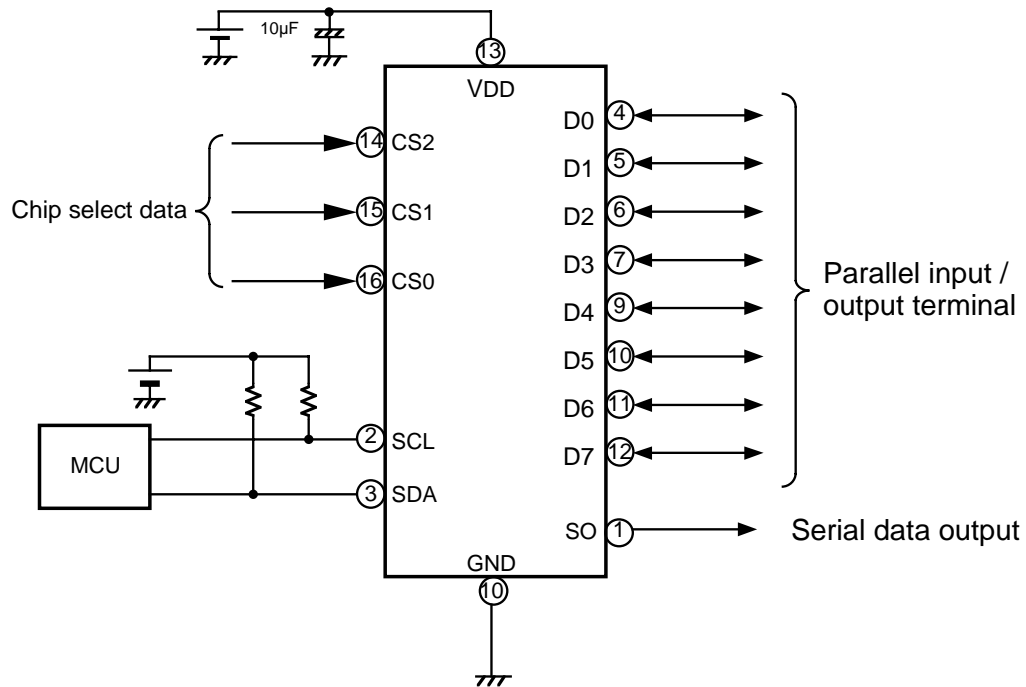 10µF
13
VDD
14 CS2
15 CS1
16 CS0
Chip select data
MCU
2 SCL
3 SDA
D0 4
D1 5
D2 6
D3 7
D4 9
D5 10
D6 11
D7 12
SO 1
Parallel input /
output terminal
Serial data output
GND
10